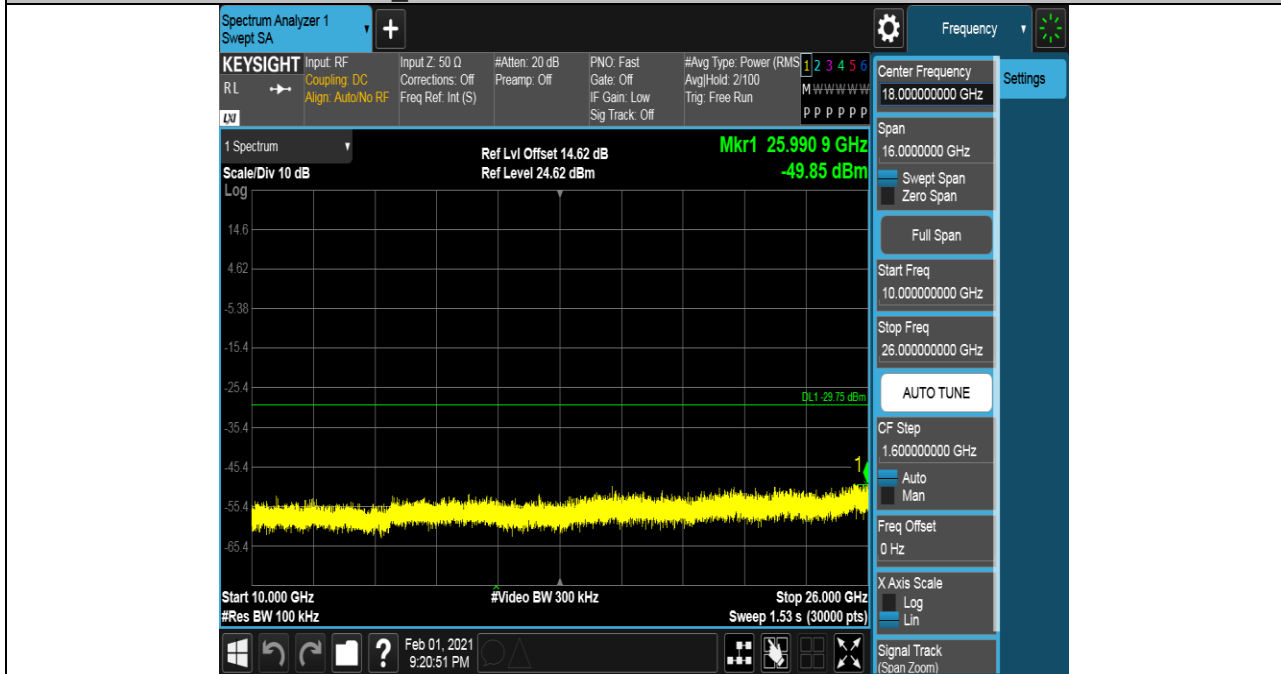 Spectrum Analyzer 1
Swept SA
+
Frequency
KEYSIGHT
RL
LXI
Input: RF
Coupling: DC
Align: Auto/No RF
Input Z: 50 Ω
Corrections: Off
Freq Ref: Int (S)
#Atten: 20 dB
Preamp: Off
PNO: Fast
Gate: Off
IF Gain: Low
Sig Track: Off
#Avg Type: Power (RMS
Avg|Hold: 2/100
Trig: Free Run
1 2 3 4 5 6
M W W W W W
P P P P P P
1 Spectrum
Scale/Div 10 dB
Log
Ref Lvl Offset 14.62 dB
Ref Level 24.62 dBm
Mkr1 25.990 9 GHz
-49.85 dBm
14.6
4.62
-5.38
-15.4
-25.4
DL1 -29.75 dBm
-35.4
-45.4
1
-55.4
-65.4
Start 10.000 GHz
#Res BW 100 kHz
#Video BW 300 kHz
Stop 26.000 GHz
Sweep 1.53 s (30000 pts)
?
Feb 01, 2021
9:20:51 PM
Center Frequency
18.000000000 GHz
Settings
Span
16.0000000 GHz
Swept Span
Zero Span
Full Span
Start Freq
10.000000000 GHz
Stop Freq
26.000000000 GHz
AUTO TUNE
CF Step
1.600000000 GHz
Auto
Man
Freq Offset
0 Hz
X Axis Scale
Log
Lin
Signal Track
(Span Zoom)